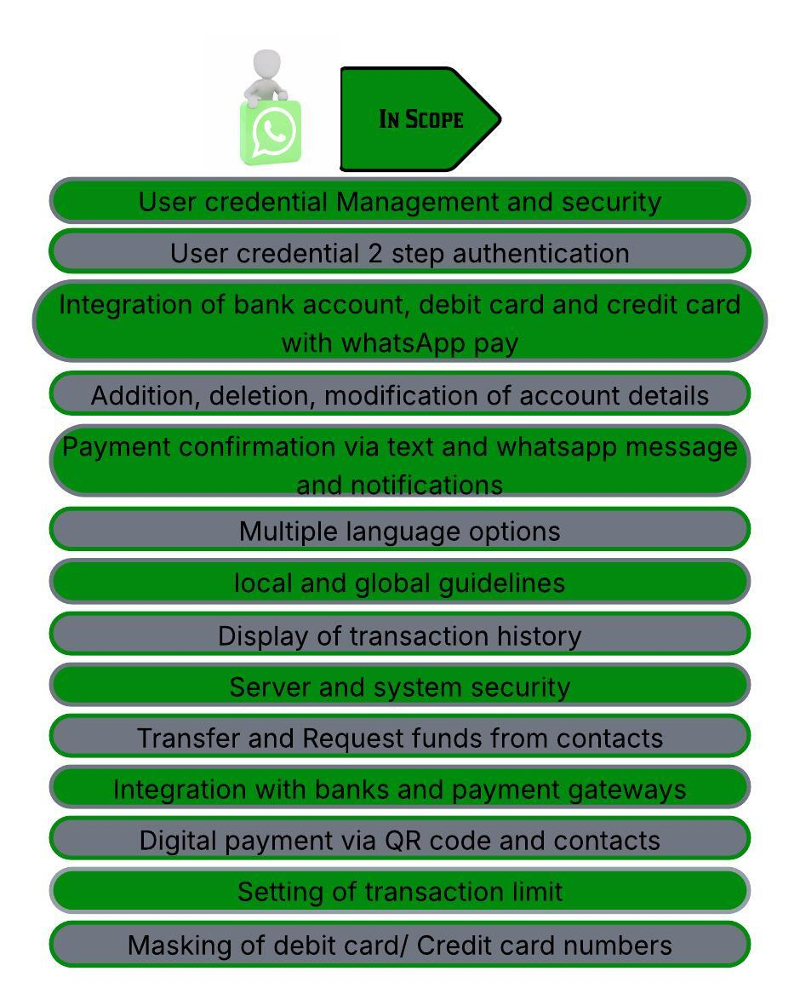 In Scope
User credential Management and security
User credential 2 step authentication
Integration of bank account, debit card and credit card
with whatsApp pay
Addition, deletion, modification of account details
Payment confirmation via text and whatsapp message
and notifications
Multiple language options
local and global guidelines
Display of transaction history
Server and system security
Transfer and Request funds from contacts
Integration with banks and payment gateways
Digital payment via QR code and contacts
Setting of transaction limit
Masking of debit card/ Credit card numbers